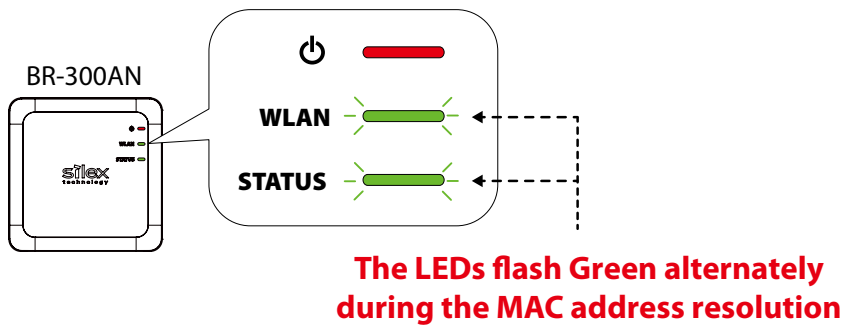 BR-300AN
WLAN
STATUS
WLAN
STATUS
silex
technology
The LEDs flash Green alternately
during the MAC address resolution